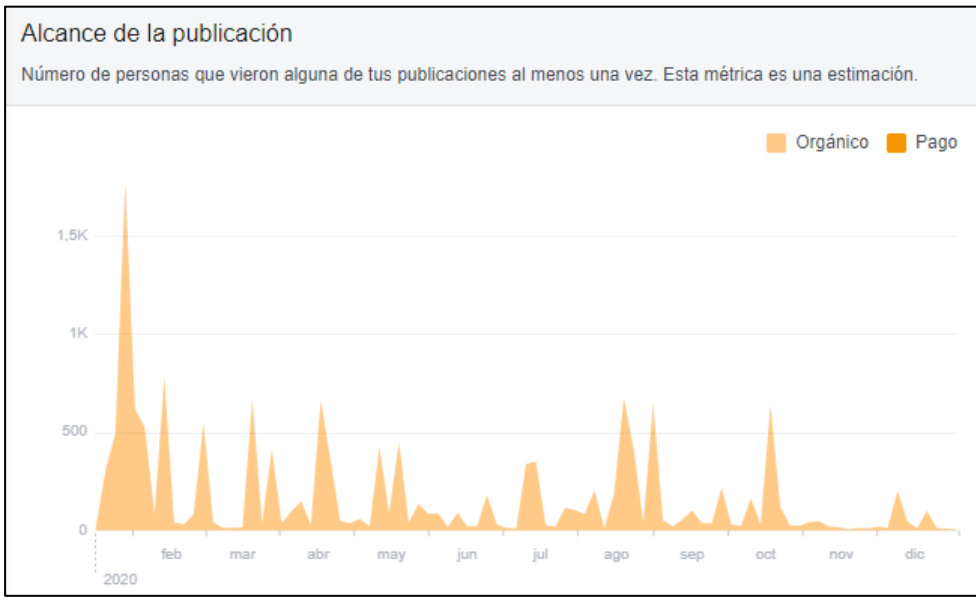 Alcance de la publicación
Número de personas que vieron alguna de tus publicaciones al menos una vez. Esta métrica es una estimación.
Orgánico Pago
1,5K
1K
500
0
feb mar abr may jun jul ago sep oct nov dic
2020